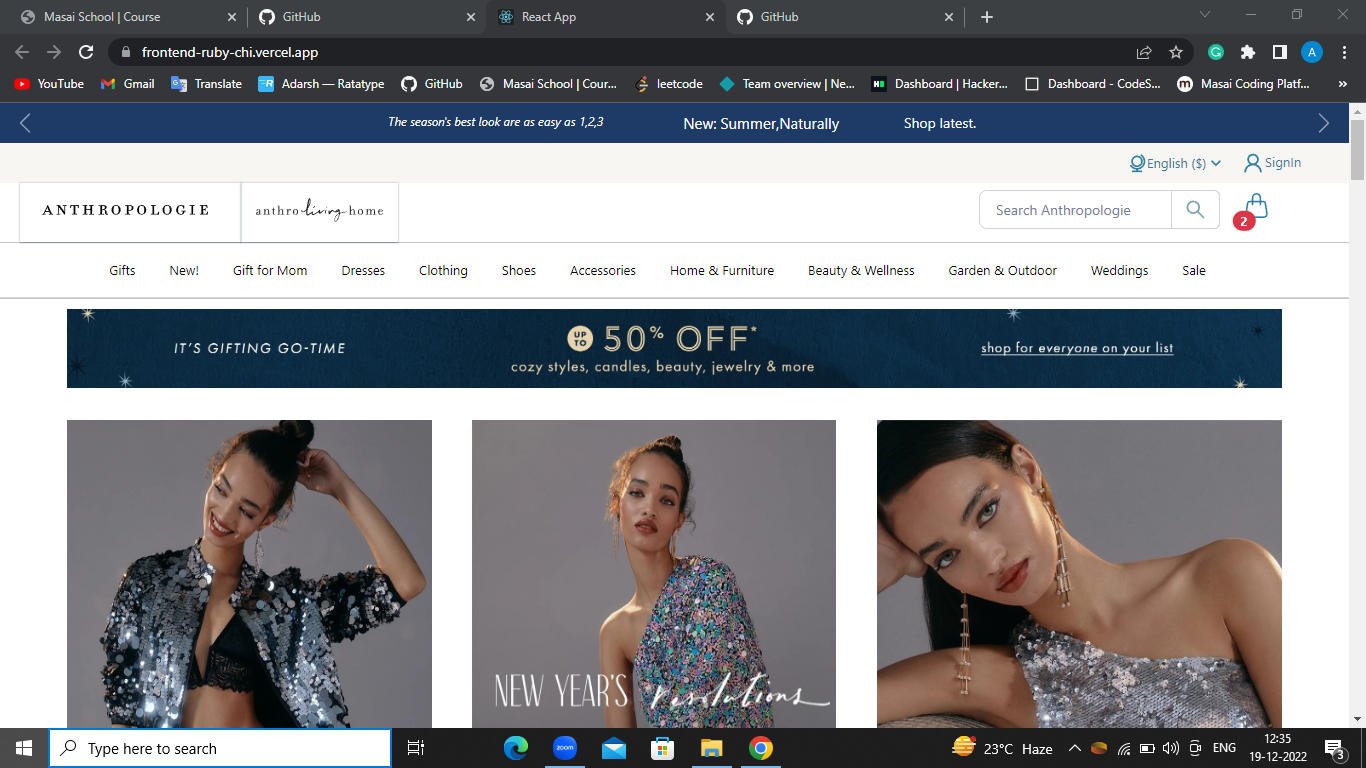 Masai School | Course
GitHub
React App
GitHub
frontend-ruby-chi.vercel.app
A
YouTube
Gmail
Translate
Adarsh — Ratatype
GitHub
Masai School | Cour...
leetcode
Team overview | Ne...
Dashboard | Hacker...
Dashboard - CodeS...
Masai Coding Platf...
The season's best look are as easy as 1,2,3
New: Summer,Naturally
Shop latest.
English ($)
SignIn
ANTHROPOLOGIE
anthroliving home
Search Anthropologie
2
Gifts
New!
Gift for Mom
Dresses
Clothing
Shoes
Accessories
Home & Furniture
Beauty & Wellness
Garden & Outdoor
Weddings
Sale
IT'S GIFTING GO-TIME
UP TO 50% OFF*
cozy styles, candles, beauty, jewelry & more
shop for everyone on your list
NEW YEAR'S resolutions
Type here to search
zoom
23°C Haze
ENG
12:35
19-12-2022
3